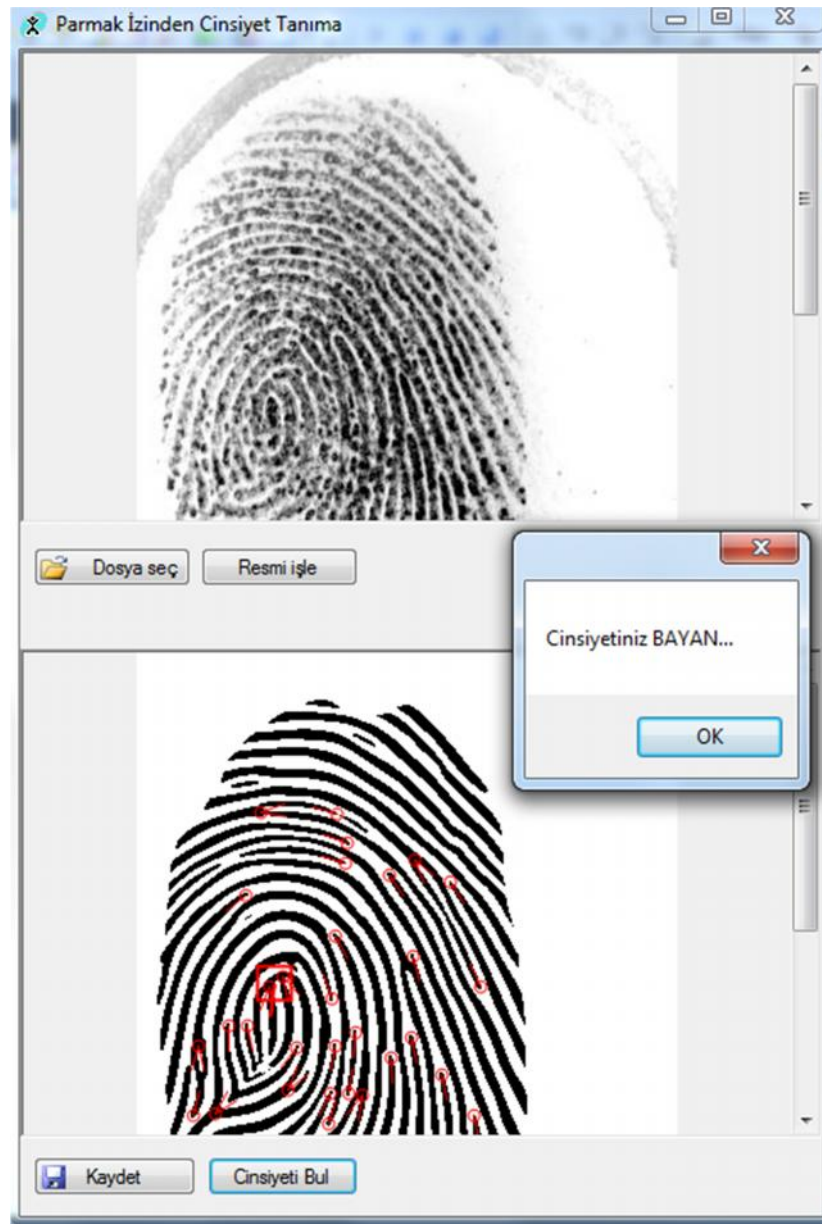 Parmak İzinden Cinsiyet Tanıma
Dosya seç
Resmi işle
Cinsiyetiniz BAYAN...
OK
Kaydet
Cinsiyeti Bul